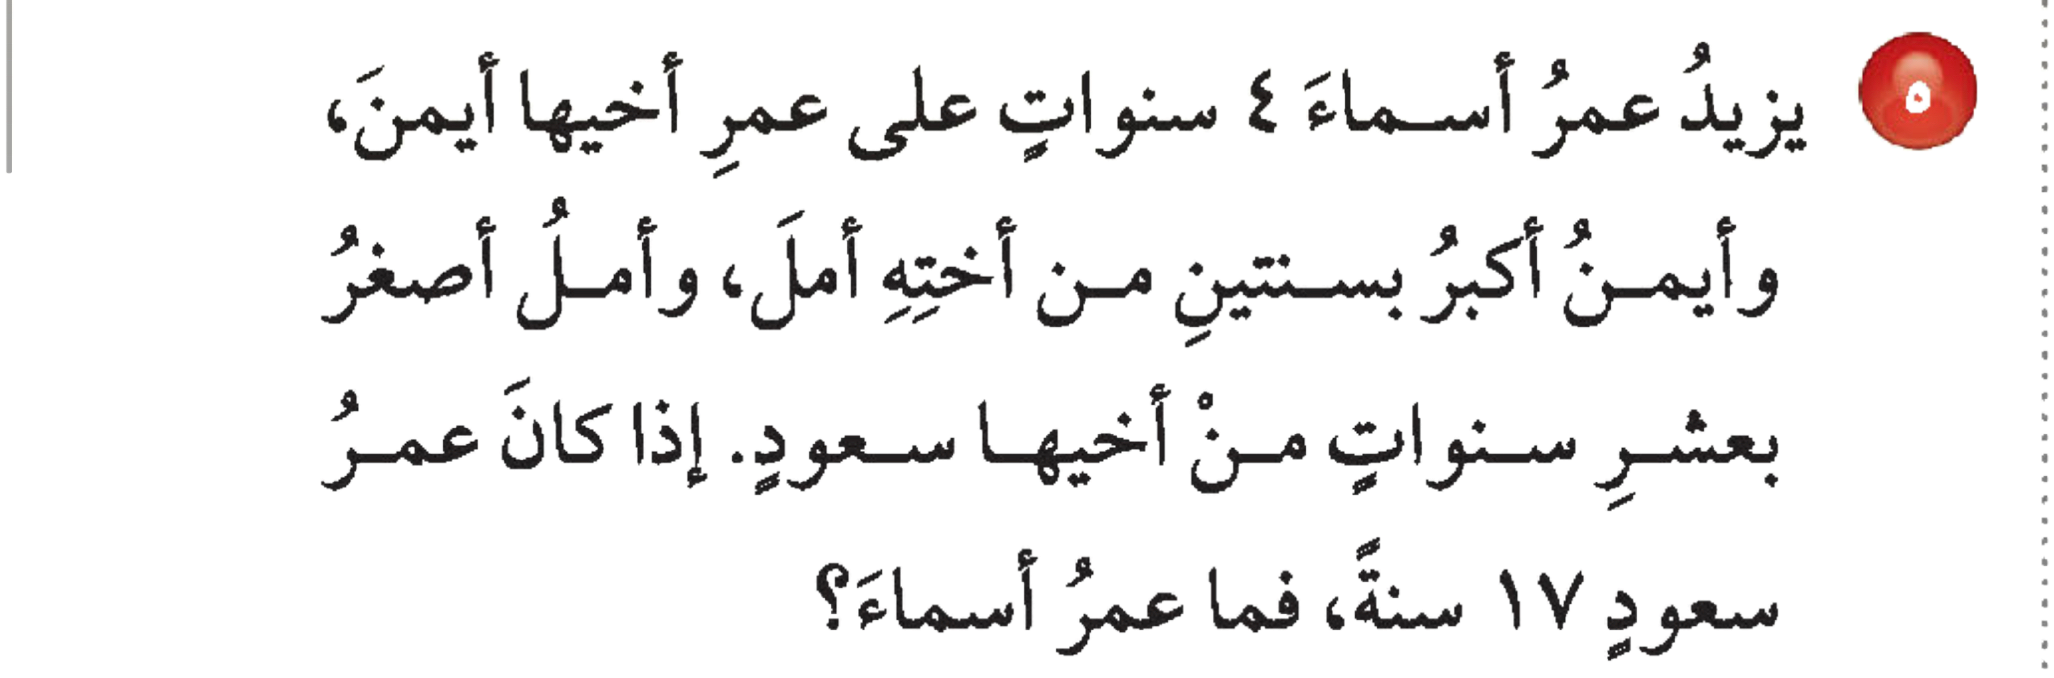 ٥ يزيدُ عمرُ أسماءَ ٤ سنواتٍ على عمرِ أخيها أيمنَ،
وأيمنُ أكبرُ بسنتينِ من أختِهِ أملَ، وأملُ أصغرُ
بعشرِ سنواتٍ منْ أخيها سعودٍ. إذا كانَ عمرُ
سعودٍ ١٧ سنةً، فما عمرُ أسماءَ؟